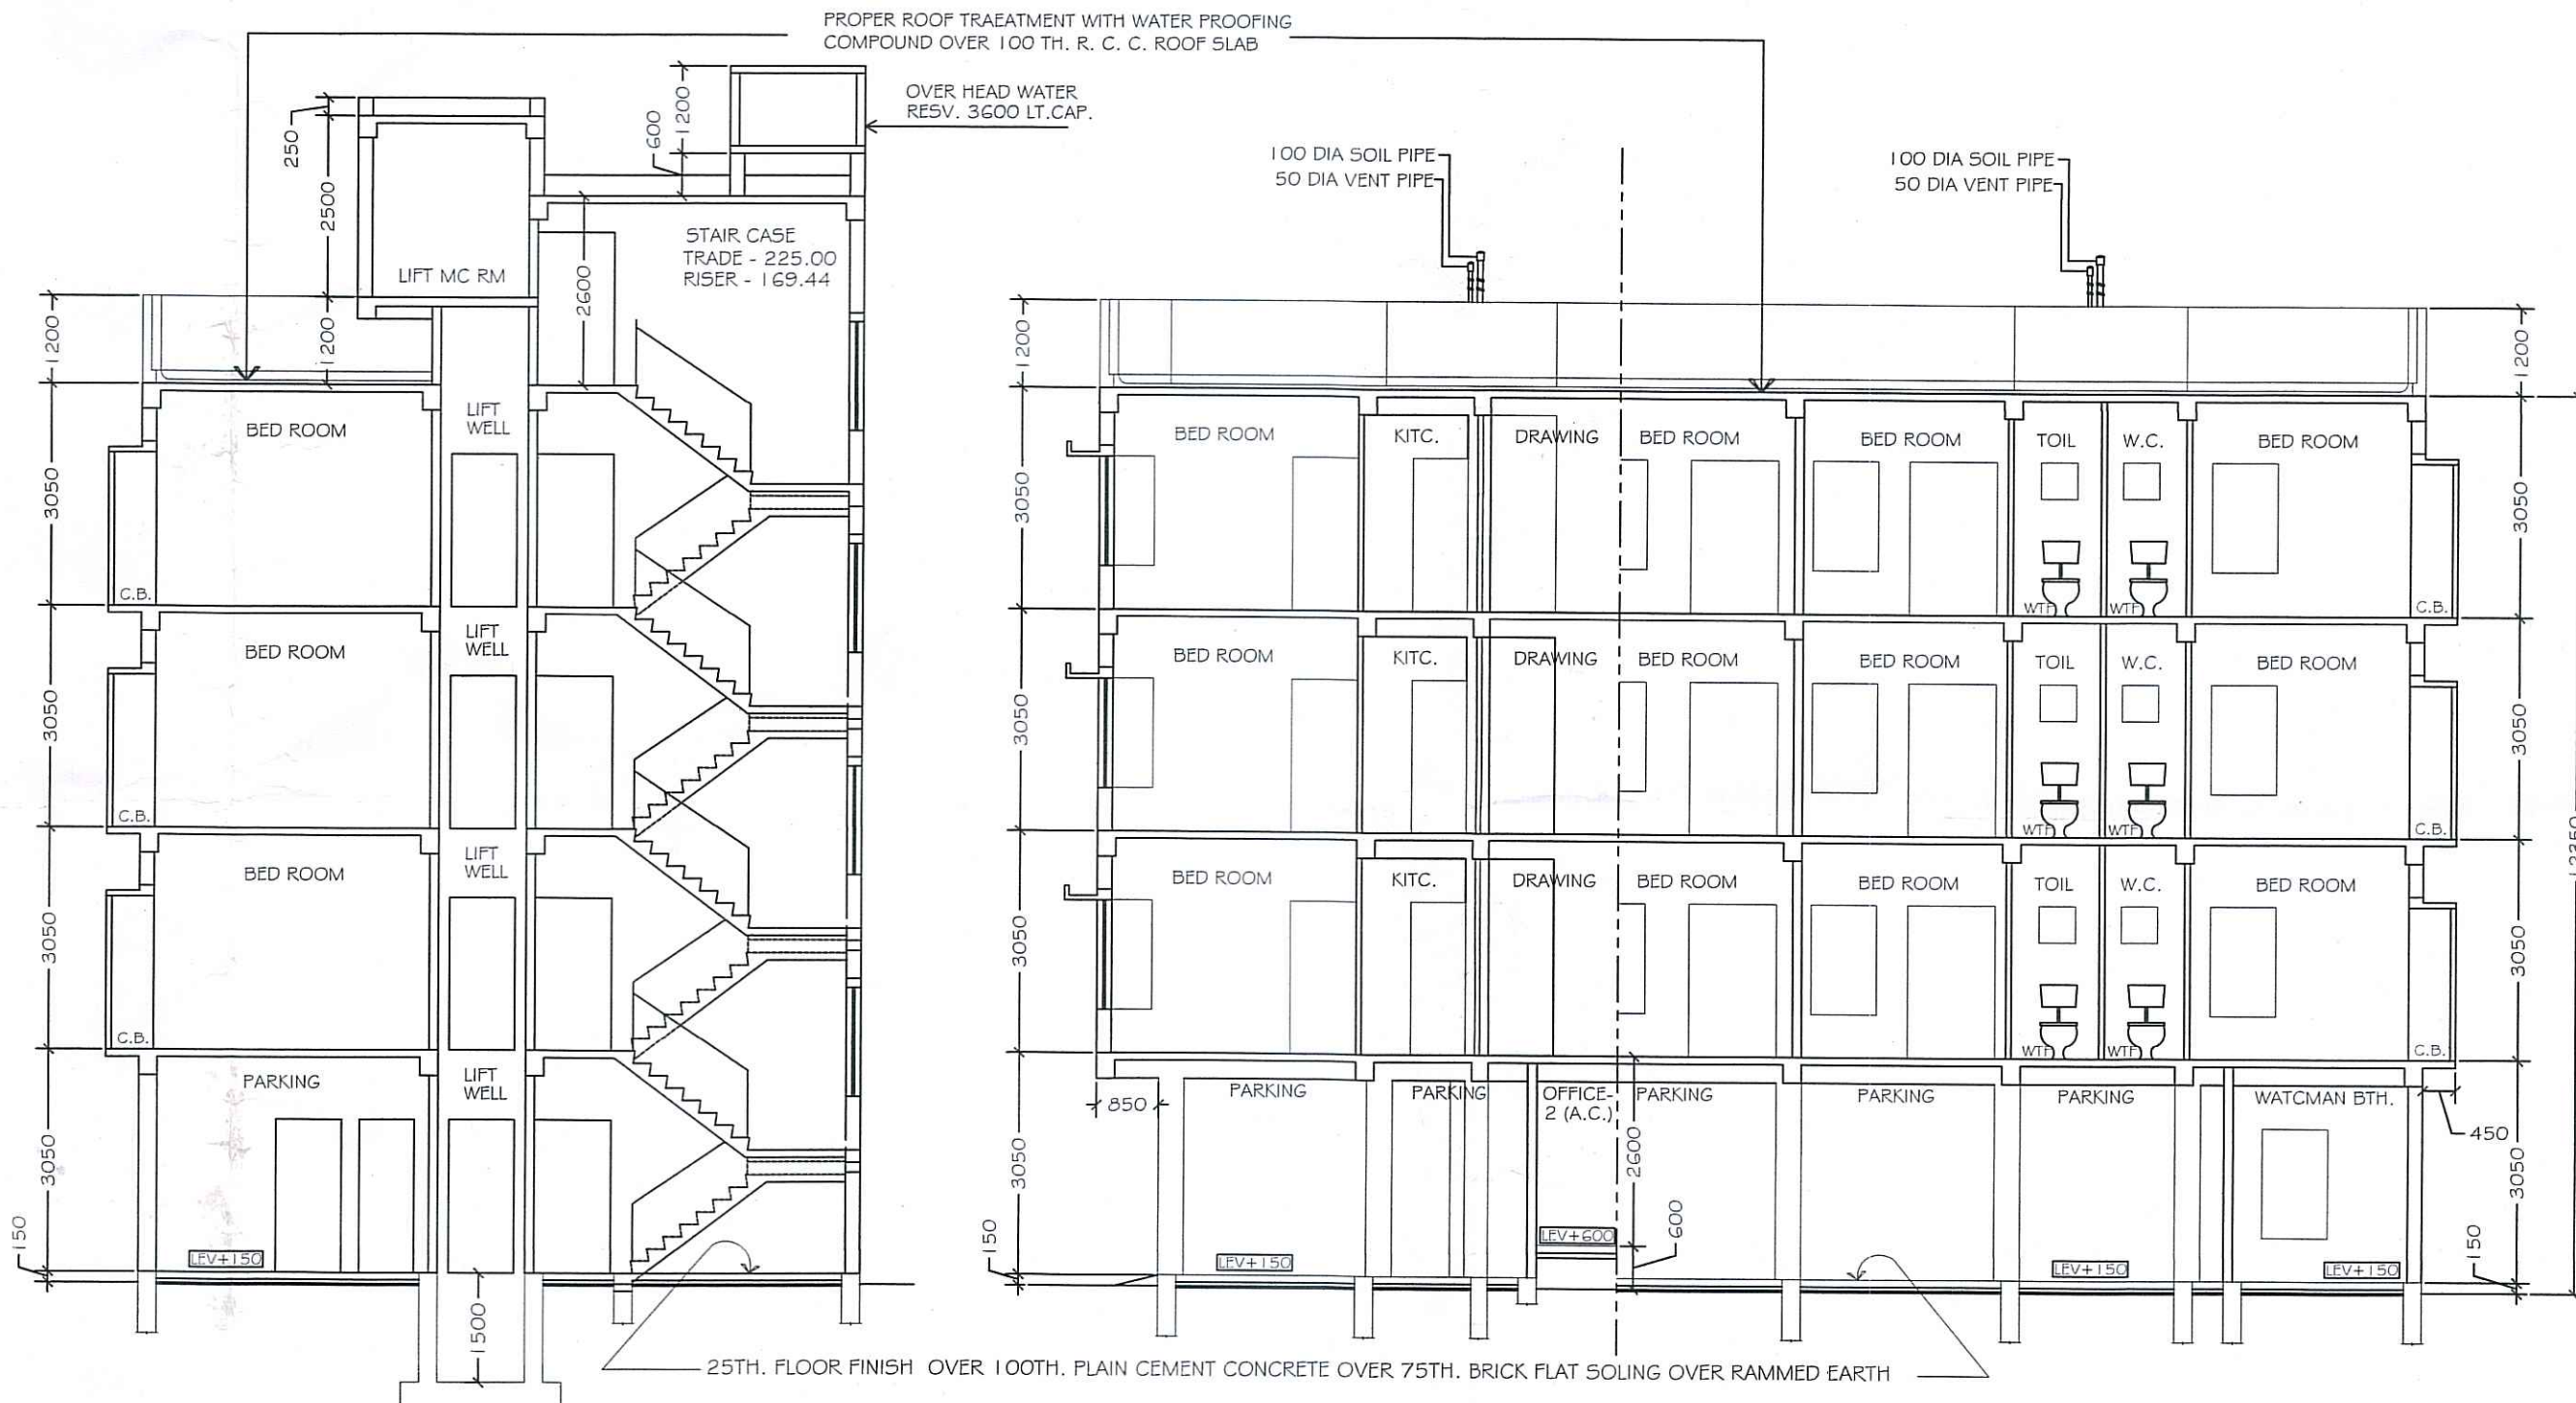 PROPER ROOF TRAEATMENT WITH WATER PROOFING
COMPOUND OVER 100 TH. R. C. C. ROOF SLAB
OVER HEAD WATER
RESV. 3600 LT.CAP.
1200
600
250
2500
1200
1200
2600
LIFT MC RM
STAIR CASE
TRADE - 225.00
RISER - 169.44
BED ROOM
LIFT
WELL
C.B.
3050
BED ROOM
LIFT
WELL
C.B.
3050
BED ROOM
LIFT
WELL
C.B.
3050
PARKING
LIFT
WELL
3050
LEV+150
150
1500
100 DIA SOIL PIPE
50 DIA VENT PIPE
100 DIA SOIL PIPE
50 DIA VENT PIPE
1200
1200
3050
BED ROOM
KITC.
DRAWING
BED ROOM
BED ROOM
TOIL
W.C.
BED ROOM
WTF
WTF
C.B.
3050
3050
BED ROOM
KITC.
DRAWING
BED ROOM
BED ROOM
TOIL
W.C.
BED ROOM
WTF
WTF
C.B.
3050
3050
BED ROOM
KITC.
DRAWING
BED ROOM
BED ROOM
TOIL
W.C.
BED ROOM
WTF
WTF
C.B.
3050
850
PARKING
PARKING
OFFICE-
2 (A.C.)
PARKING
PARKING
PARKING
WATCMAN BTH.
450
3050
2600
3050
LEV+600
600
LEV+150
LEV+150
LEV+150
150
150
25TH. FLOOR FINISH OVER 100TH. PLAIN CEMENT CONCRETE OVER 75TH. BRICK FLAT SOLING OVER RAMMED EARTH